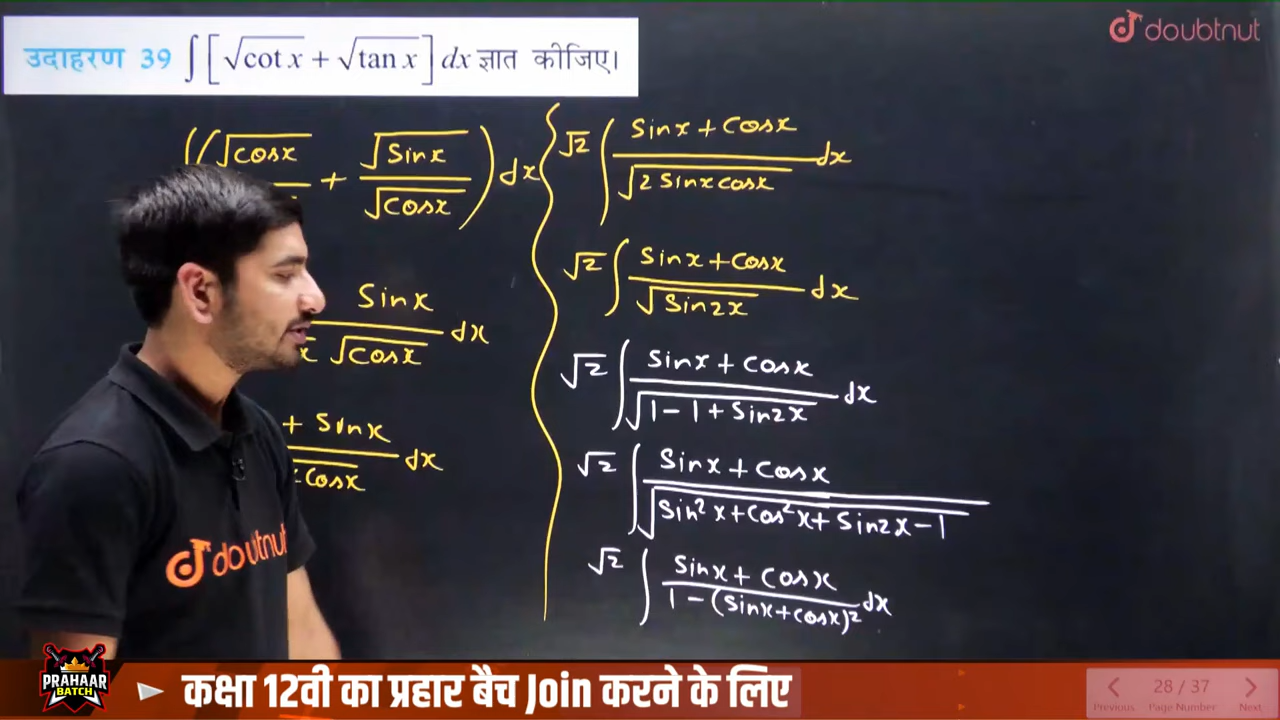 उदाहरण 39 ∫ [ √cot x + √tan x ] dx ज्ञात कीजिए।
doubtnut
√cosx + √sinx / √cosx ) dx
sinx / √cosx dx
+ sinx / cosx dx
√2 ∫ sinx + cosx / √2 sinx cosx dx
√2 ∫ sinx + cosx / √sin2x dx
√2 ∫ sinx + cosx / √1 - 1 + sin2x dx
√2 ∫ sinx + cosx / √sin² x + cos² x + sin2x - 1
√2 ∫ sinx + cosx / 1 - (sinx + cosx)² dx
doubtnut
PRAHAAR
BATCH
कक्षा 12वी का प्रहार बैच Join करने के लिए
28 / 37
Previous Page Number Next